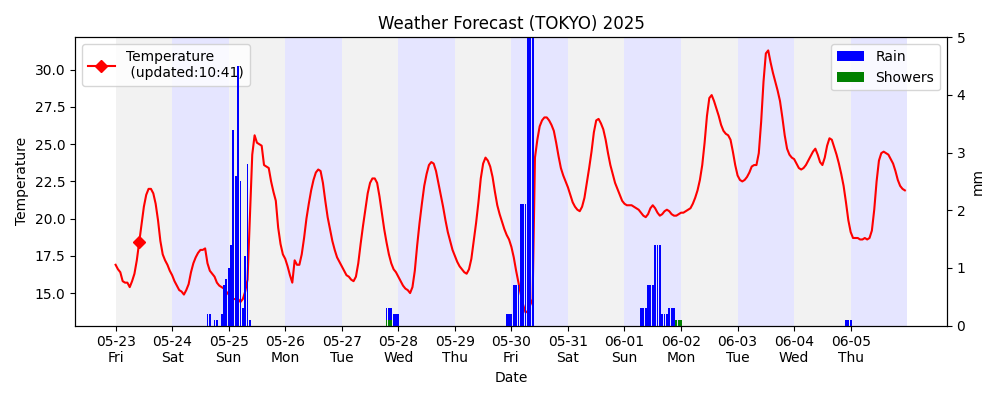 Weather Forecast (TOKYO) 2025
Temperature
(updated:10:41)
Rain
Showers
30.0
27.5
25.0
22.5
20.0
17.5
15.0
Temperature
5
4
3
2
1
0
mm
05-23 05-24 05-25 05-26 05-27 05-28 05-29 05-30 05-31 06-01 06-02 06-03 06-04 06-05
Fri Sat Sun Mon Tue Wed Thu Fri Sat Sun Mon Tue Wed Thu
Date